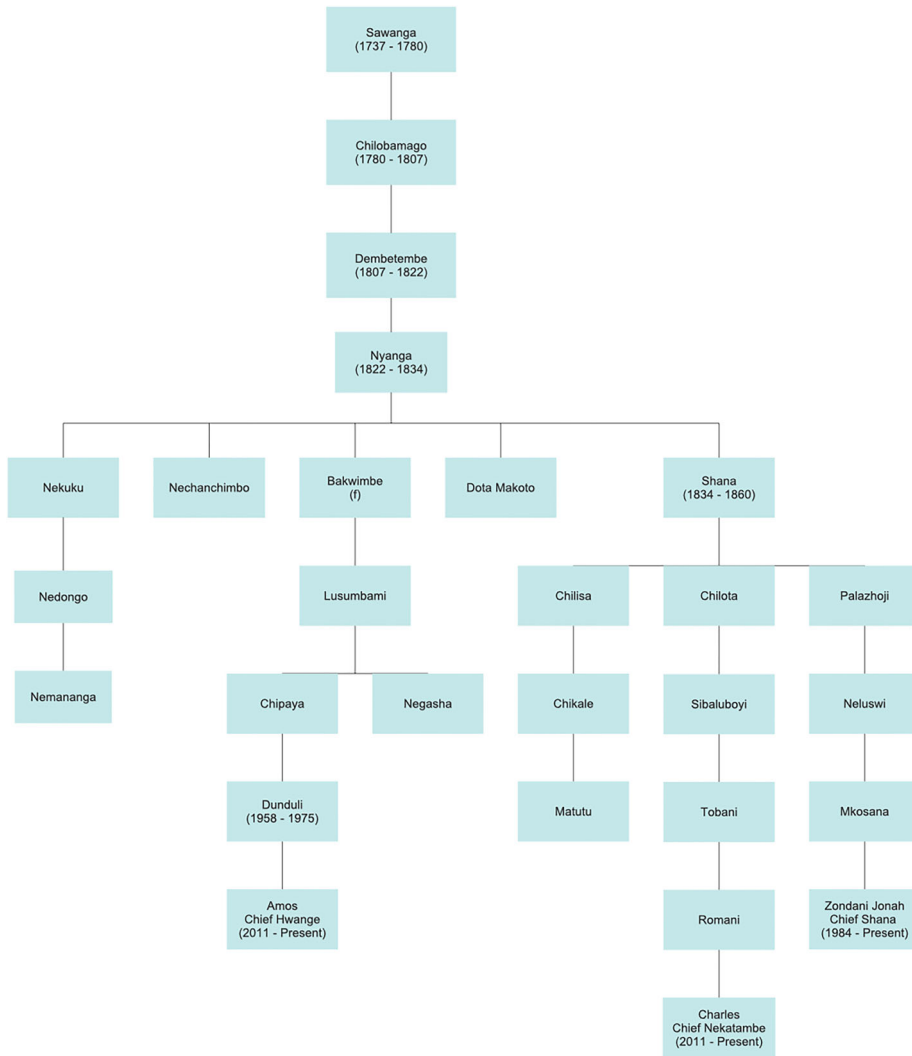 Sawanga
(1737 - 1780)
Chilobamago
(1780 - 1807)
Dembetembe
(1807 - 1822)
Nyanga
(1822 - 1834)
Nekuku
Nechanchimbo
Bakwimbe
(f)
Dota Makoto
Shana
(1834 - 1860)
Nedongo
Lusumbami
Chilisa
Chilota
Palazhoji
Nemananga
Chipaya
Negasha
Chikale
Sibaluboyi
Neluswi
Dunduli
(1958 - 1975)
Matutu
Tobani
Mkosana
Amos
Chief Hwange
(2011 - Present)
Romani
Zondani Jonah
Chief Shana
(1984 - Present)
Charles
Chief Nekatambe
(2011 - Present)